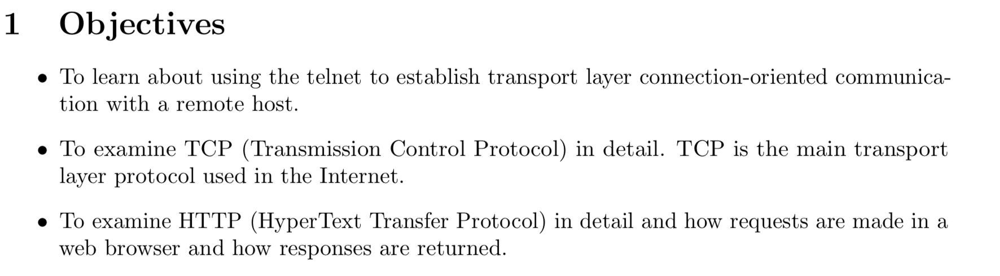 1 Objectives
• To learn about using the telnet to establish transport layer connection-oriented communica-
tion with a remote host.
• To examine TCP (Transmission Control Protocol) in detail. TCP is the main transport
layer protocol used in the Internet.
• To examine HTTP (HyperText Transfer Protocol) in detail and how requests are made in a
web browser and how responses are returned.